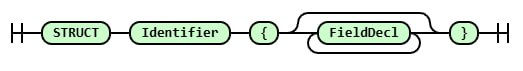 STRUCT Identifier { FieldDecl }